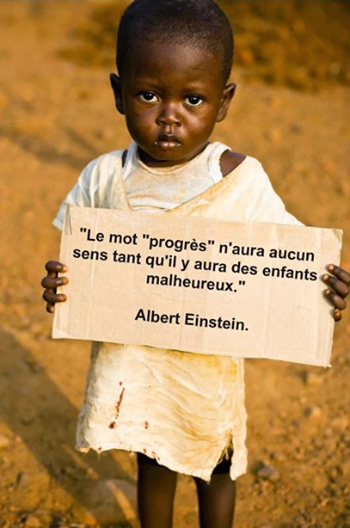 "Le mot "progrès" n'aura aucun
sens tant qu'il y aura des enfants
malheureux."
Albert Einstein.